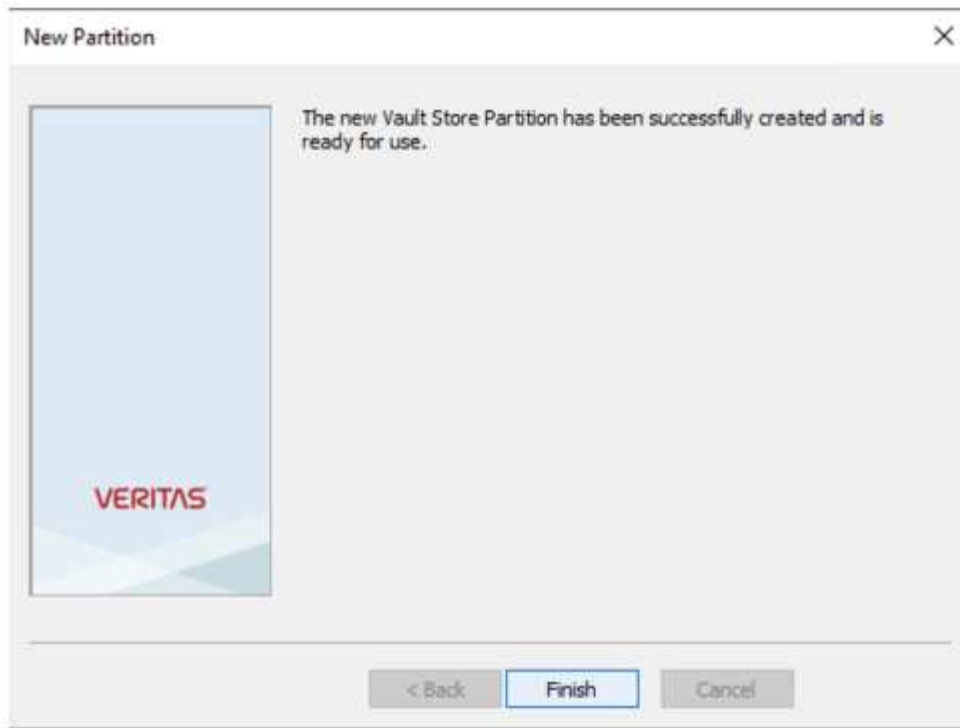 New Partition
The new Vault Store Partition has been successfully created and is
ready for use.
VERITAS
< Back
Finish
Cancel